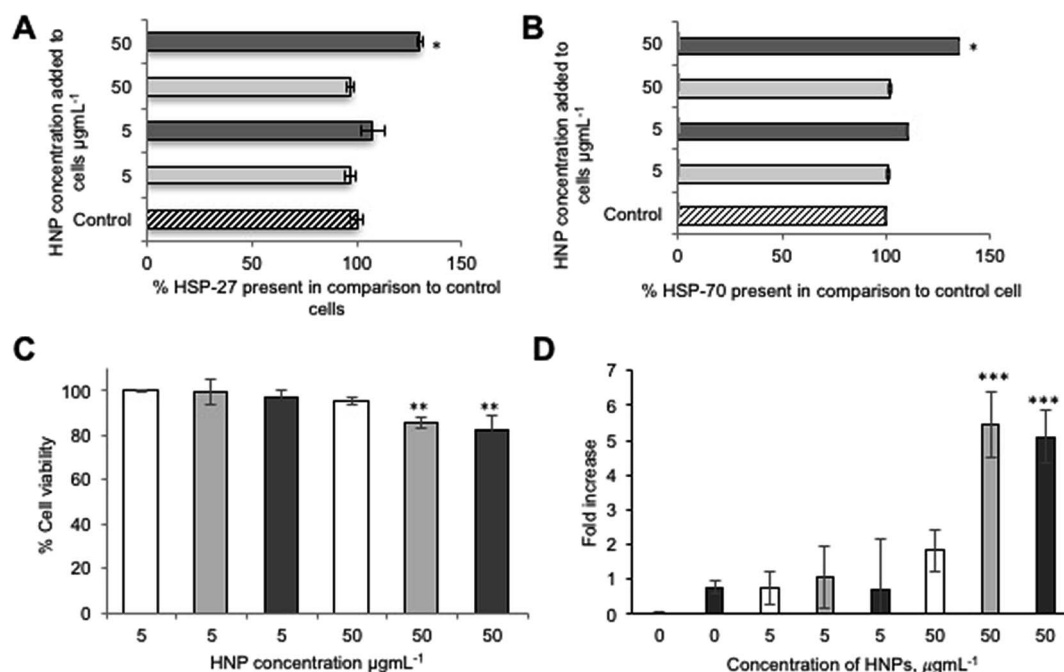 A
HNP concentration added to
cells µgmL-1
50
*
50
5
5
Control
0
50
100
150
% HSP-27 present in comparison to control
cells
B
HNP concentration added to
cells µgmL-1
50
*
50
5
5
Control
0
50
100
150
% HSP-70 present in comparison to control cell
C
% Cell viability
100
80
60
40
20
0
**
**
5
5
5
50
50
50
HNP concentration µgmL-1
D
Fold increase
7
6
5
4
3
2
1
0
***
***
0
0
5
5
5
50
50
50
Concentration of HNPs, µgmL-1